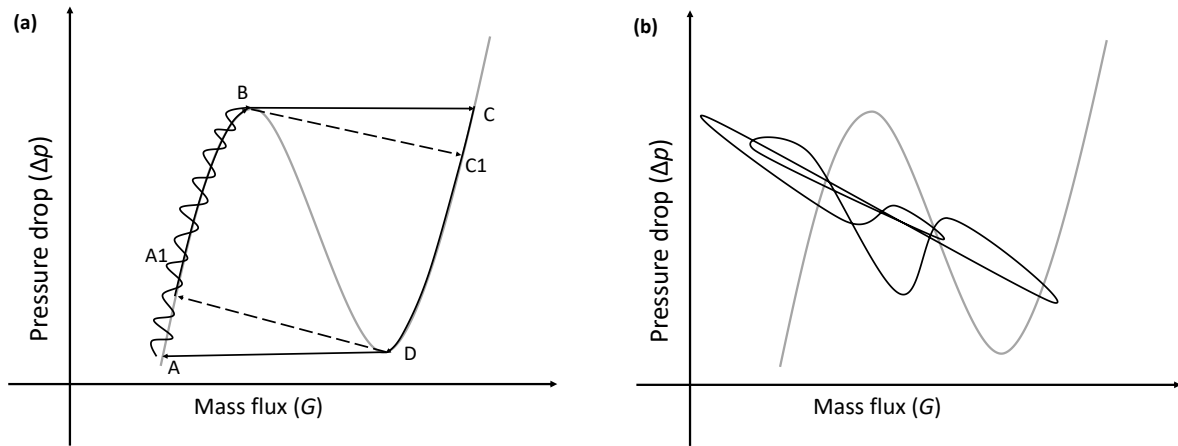 (a)
B
C
C1
A1
A
D
Pressure drop (Δp)
Mass flux (G)
(b)
Pressure drop (Δp)
Mass flux (G)